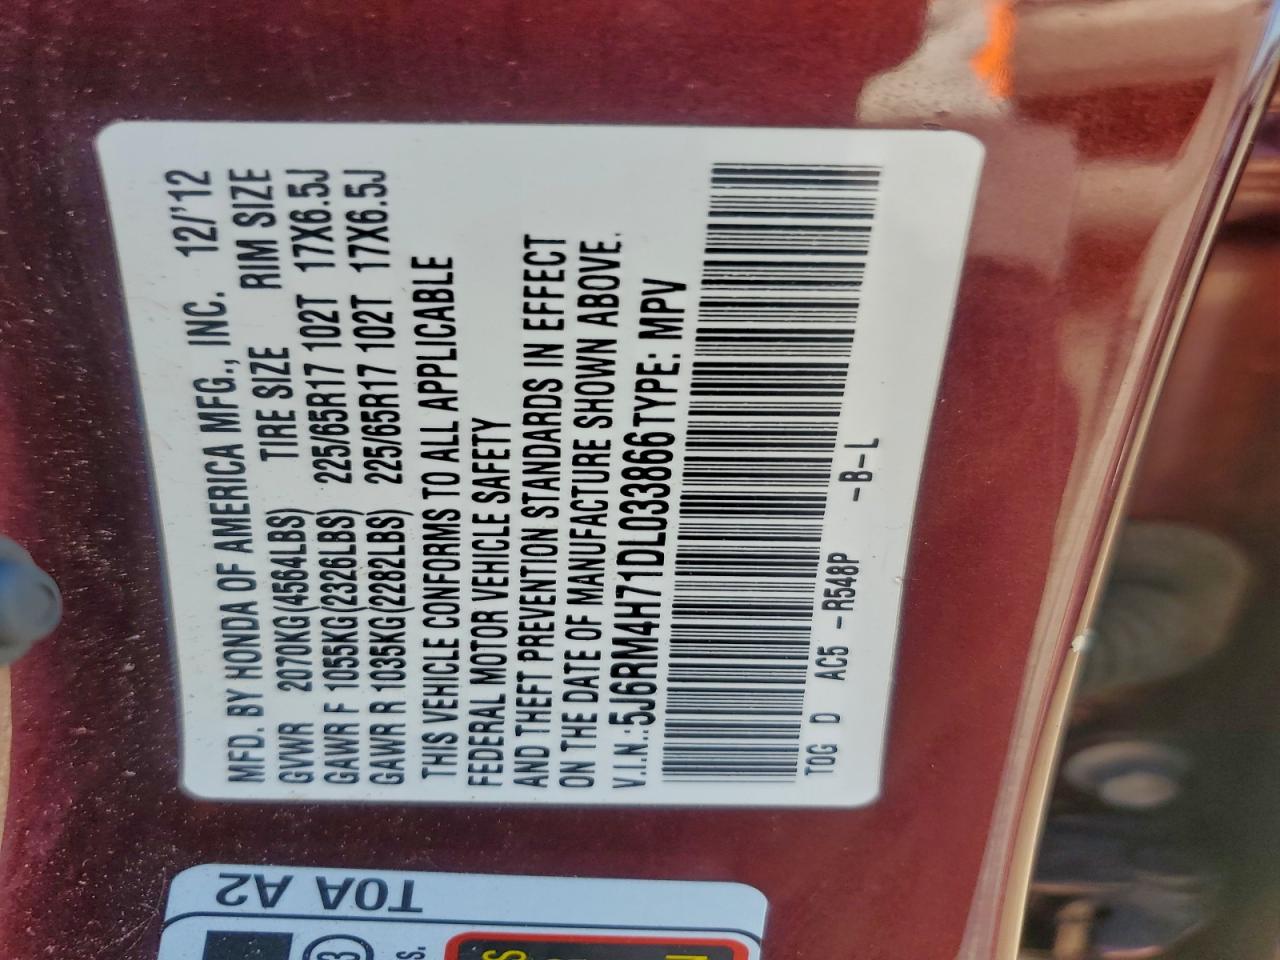 MFD. BY HONDA OF AMERICA MFG., INC. 12/'12
GVWR 2070KG(4564LBS) TIRE SIZE RIM SIZE
GAWR F 1055KG(2326LBS) 225/65R17 102T 17X6.5J
GAWR R 1035KG(2282LBS) 225/65R17 102T 17X6.5J
THIS VEHICLE CONFORMS TO ALL APPLICABLE
FEDERAL MOTOR VEHICLE SAFETY
AND THEFT PREVENTION STANDARDS IN EFFECT
ON THE DATE OF MANUFACTURE SHOWN ABOVE.
V.I.N.:5J6RM4H71DL033866 TYPE: MPV
TOG D AC5 -R548P -B-L
T0A A2